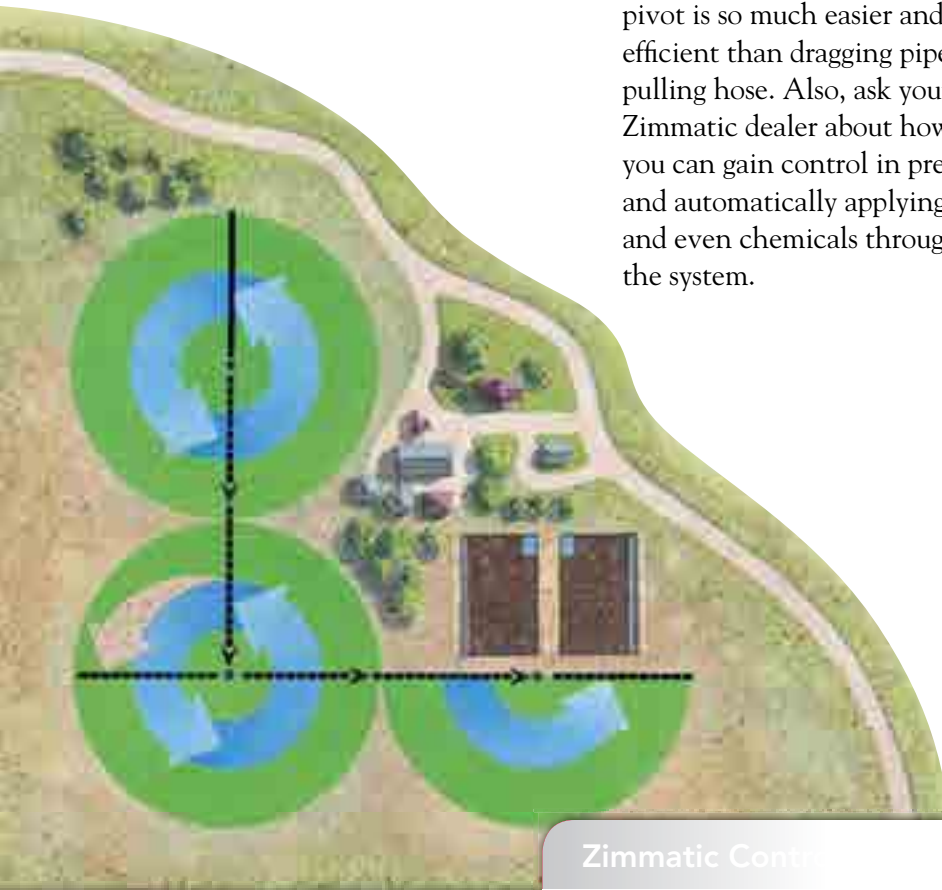 pivot is so much easier and
efficient than dragging pipe
pulling hose. Also, ask you
Zimmatic dealer about how
you can gain control in pre
and automatically applying
and even chemicals throug
the system.
Zimmatic Contr